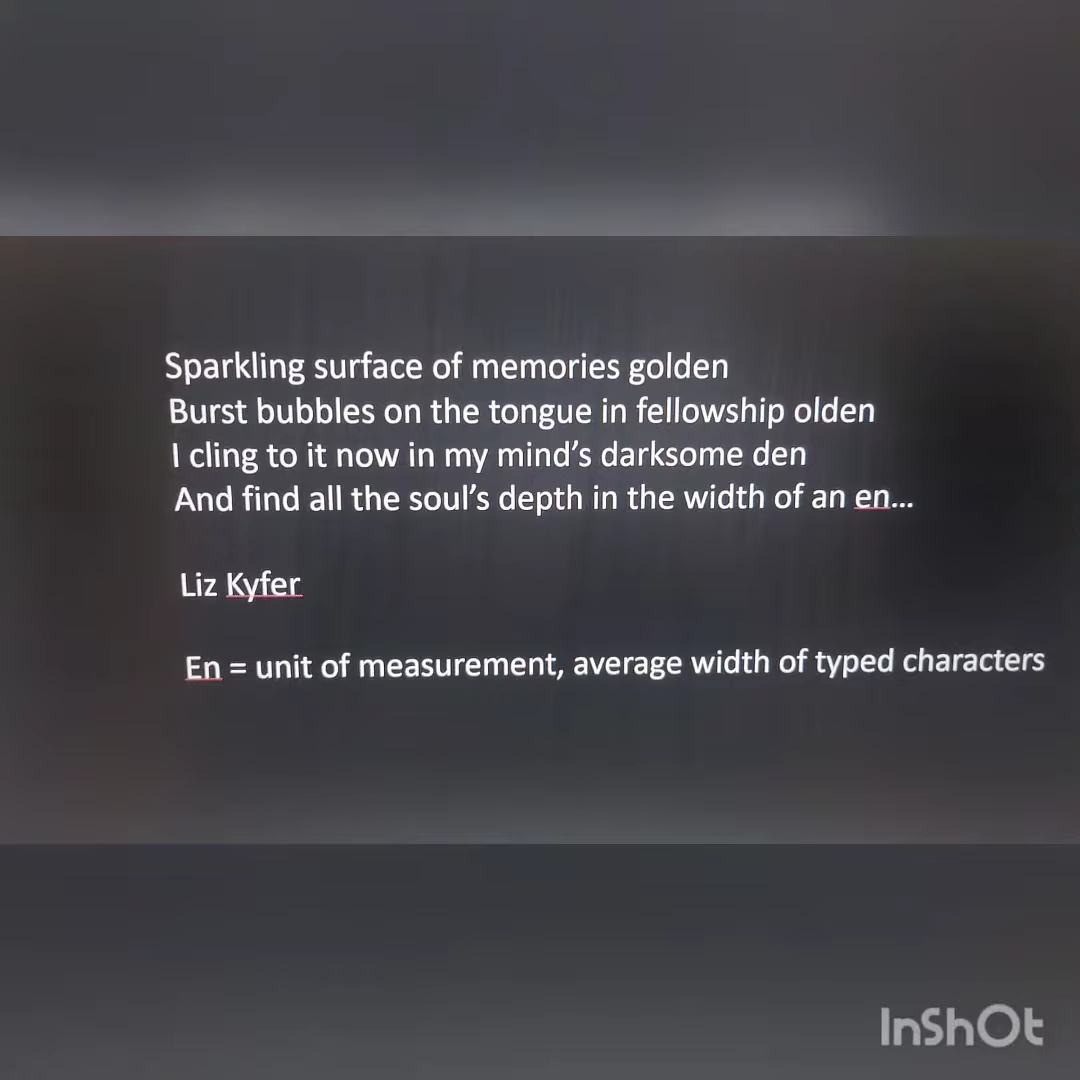 Sparkling surface of memories golden
Burst bubbles on the tongue in fellowship olden
I cling to it now in my mind’s darksome den
And find all the soul’s depth in the width of an en...
Liz Kyfer
En = unit of measurement, average width of typed characters
InShOt